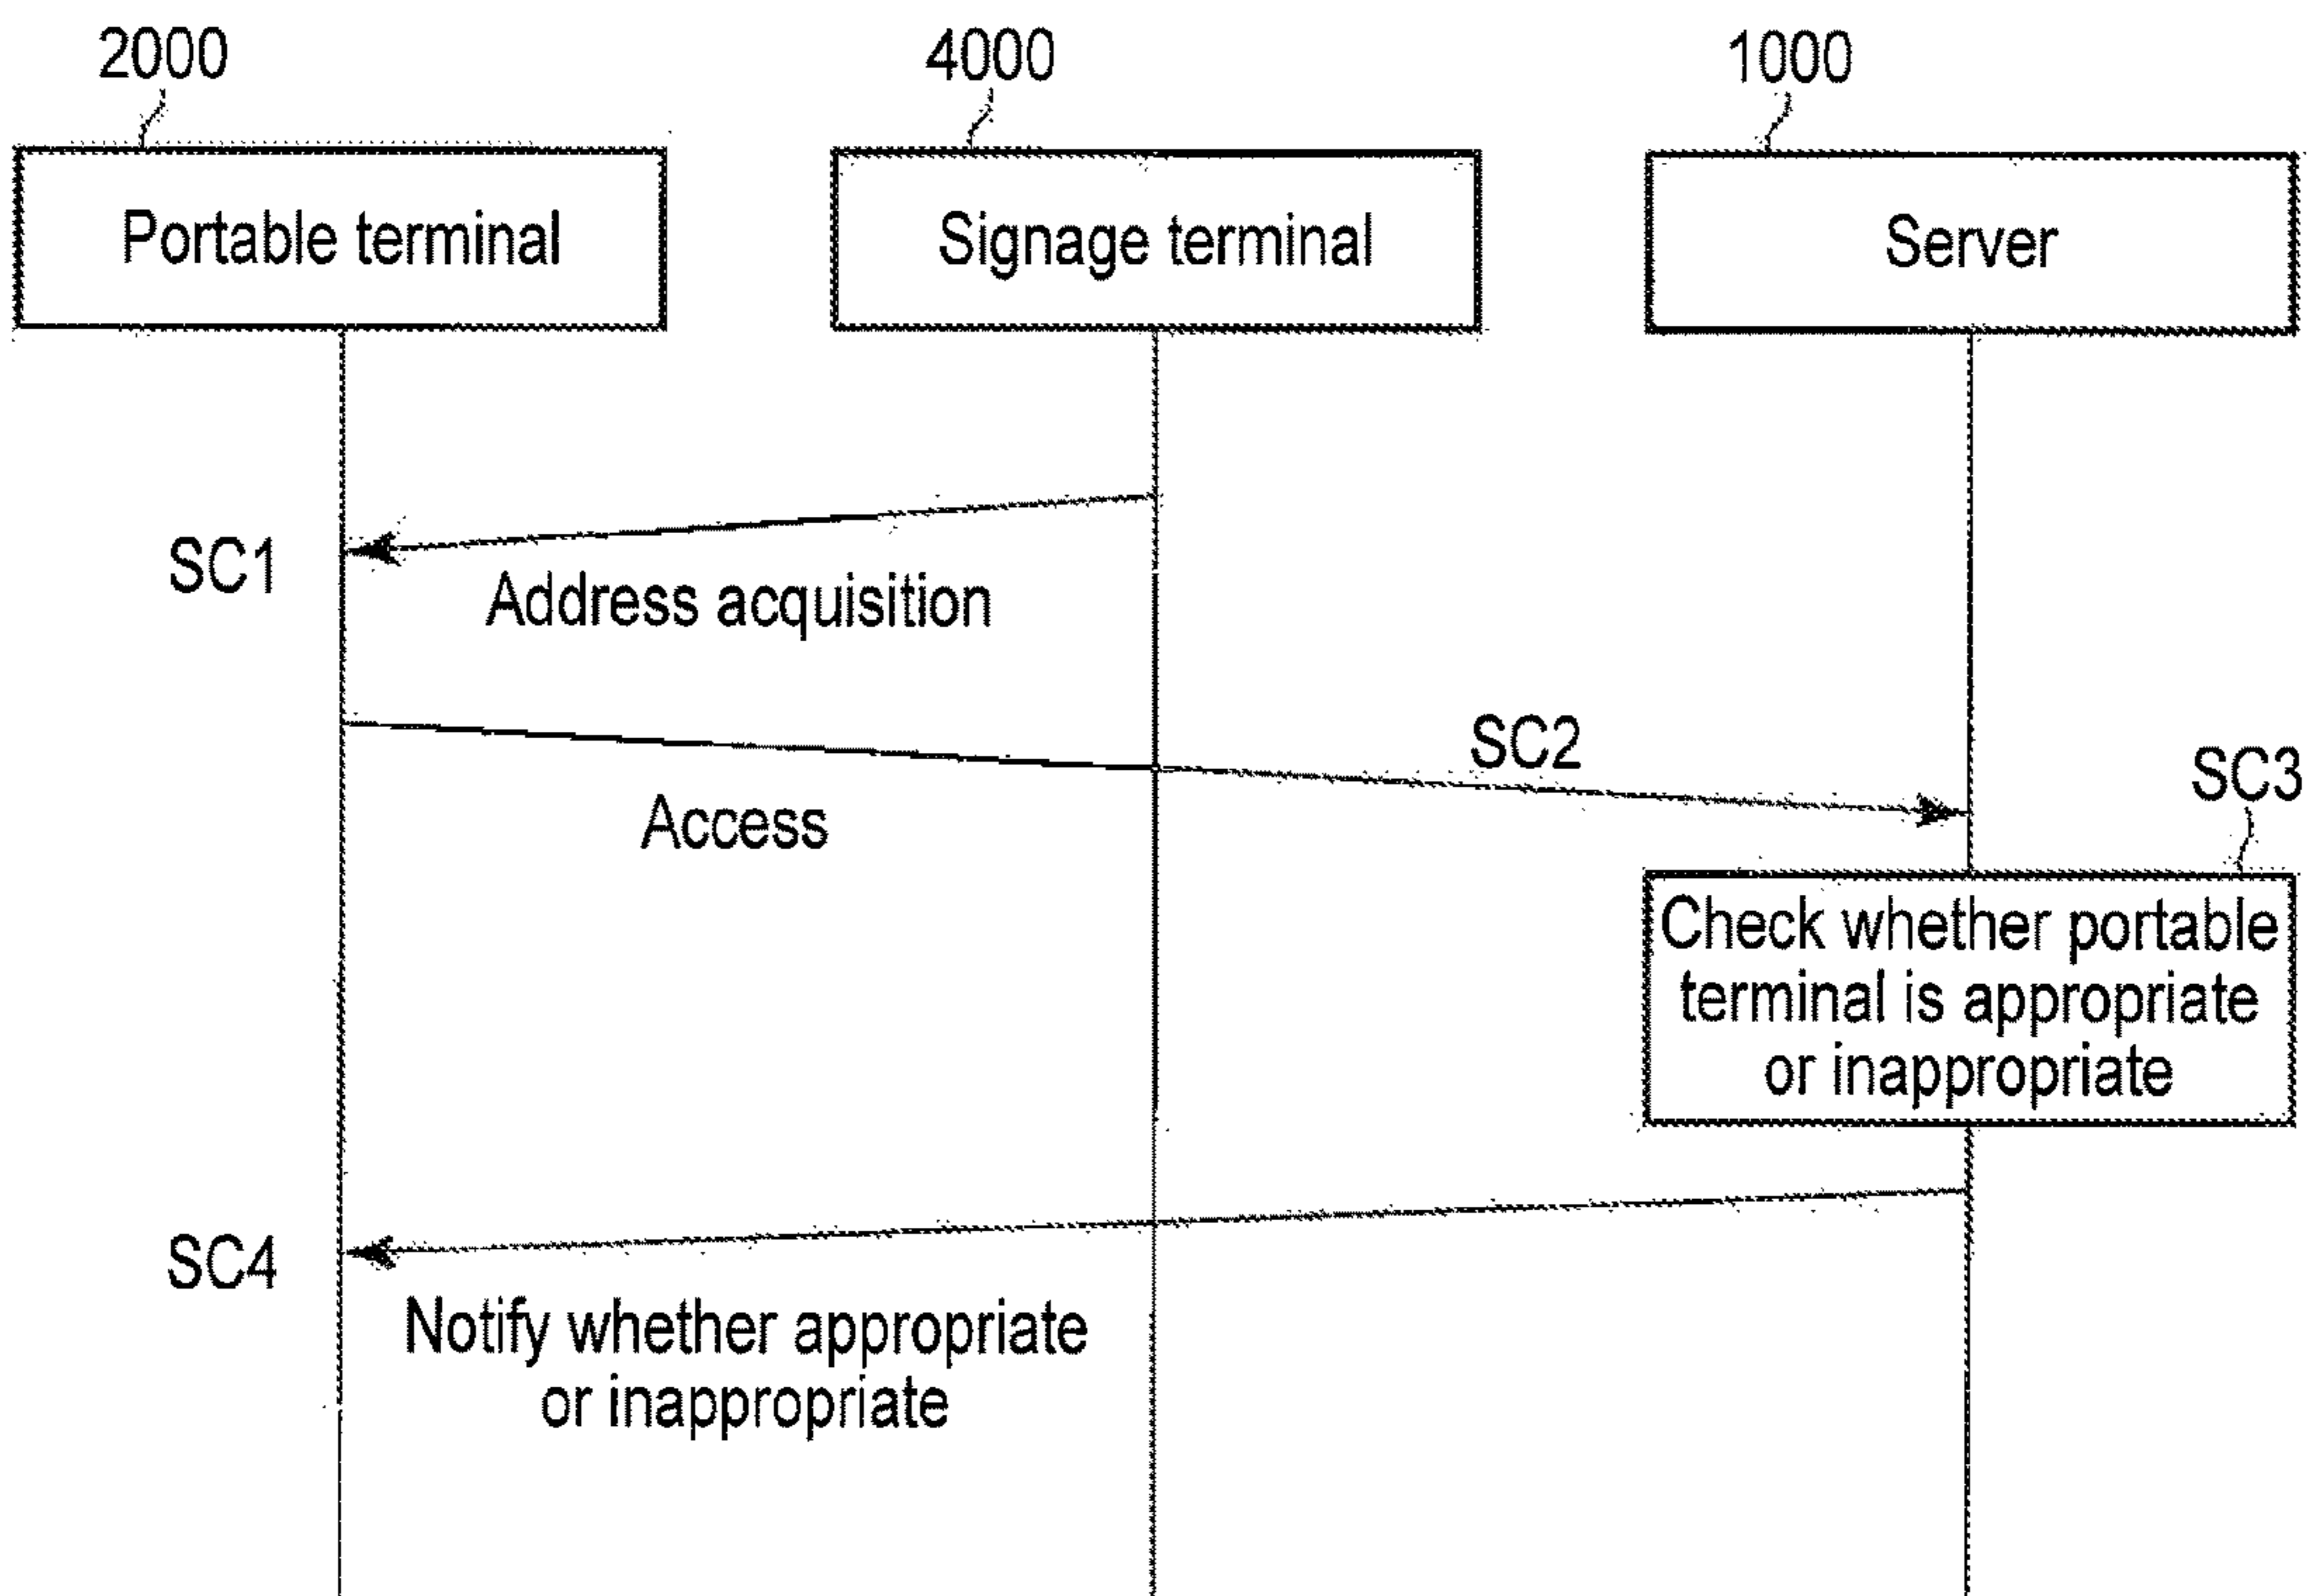 2000
4000
1000
Portable terminal
Signage terminal
Server
SC1
Address acquisition
SC2
Access
SC3
Check whether portable
terminal is appropriate
or inappropriate
SC4
Notify whether appropriate
or inappropriate